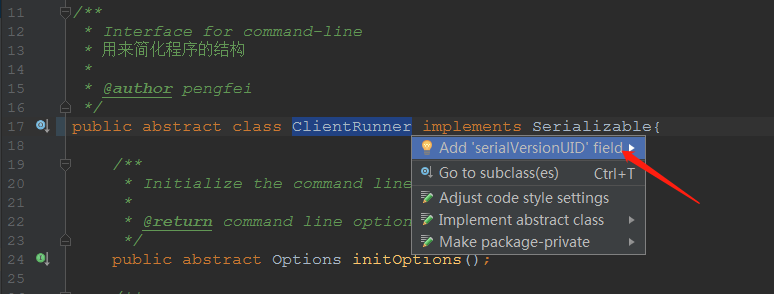 11 /**
12 * Interface for command-line
13 * 用来简化程序的结构
14 *
15 * @author pengfei
16 */
17 public abstract class ClientRunner implements Serializable{
Add 'serialVersionUID' field
18
Go to subclass(es) Ctrl+T
19 /**
20 * Initialize the command line
Adjust code style settings
21 *
22 * @return command line option
Implement abstract class
23 */
Make package-private
24 public abstract Options initOptions();
25